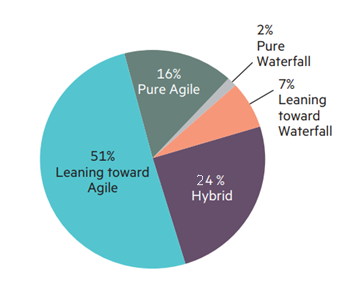 2%
Pure
Waterfall
16%
Pure Agile
7%
Leaning
toward
Waterfall
51%
Leaning toward
Agile
24 %
Hybrid